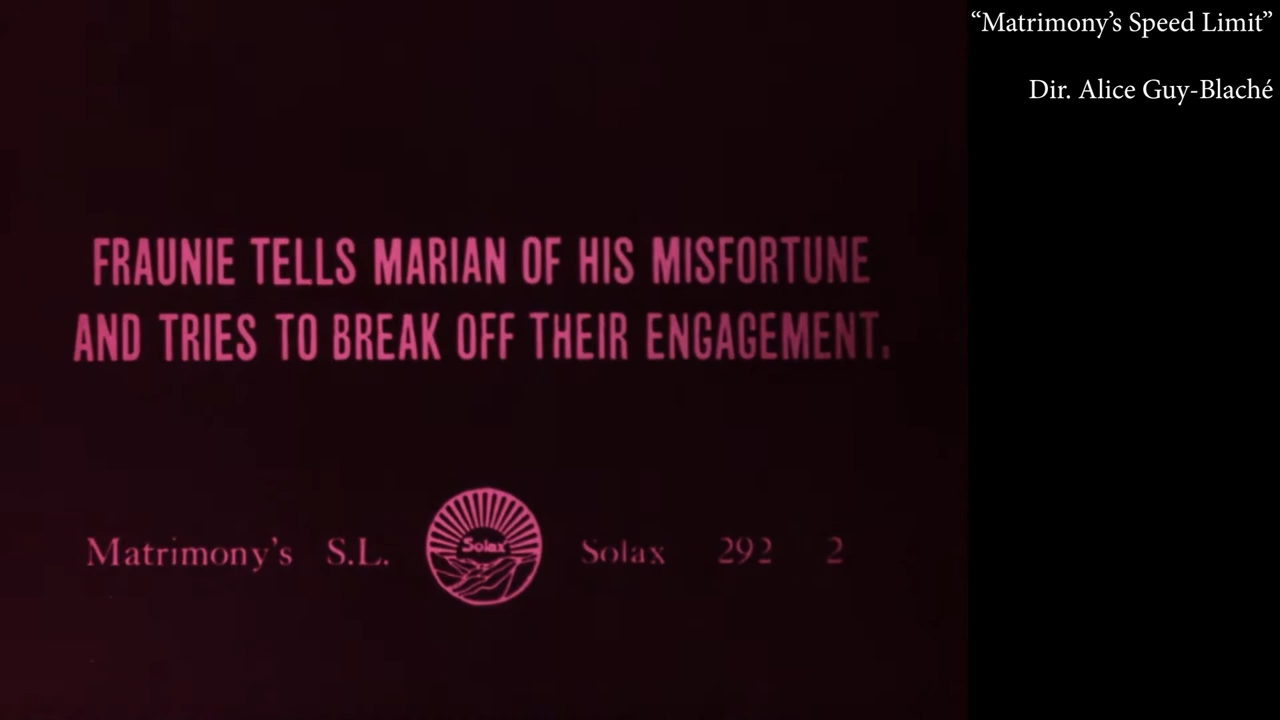 “Matrimony’s Speed Limit”
Dir. Alice Guy-Blaché
FRAUNIE TELLS MARIAN OF HIS MISFORTUNE
AND TRIES TO BREAK OFF THEIR ENGAGEMENT.
Matrimony's S.L. Solax Solax 292 2